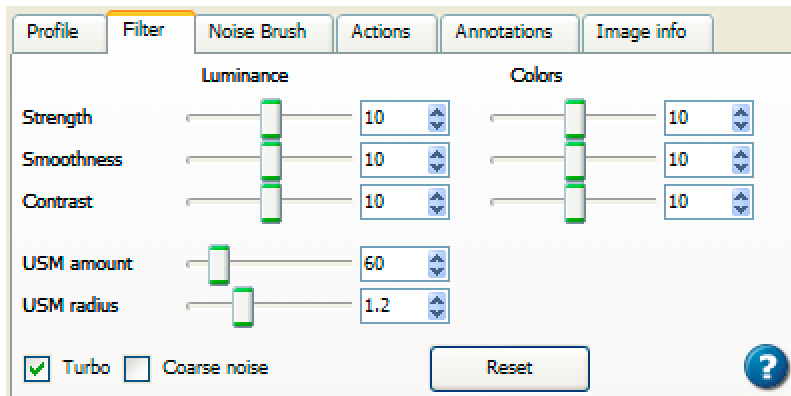 Profile Filter Noise Brush Actions Annotations Image info
Luminance Colors
Strength 10 10
Smoothness 10 10
Contrast 10 10
USM amount 60
USM radius 1.2
Turbo Coarse noise Reset ?